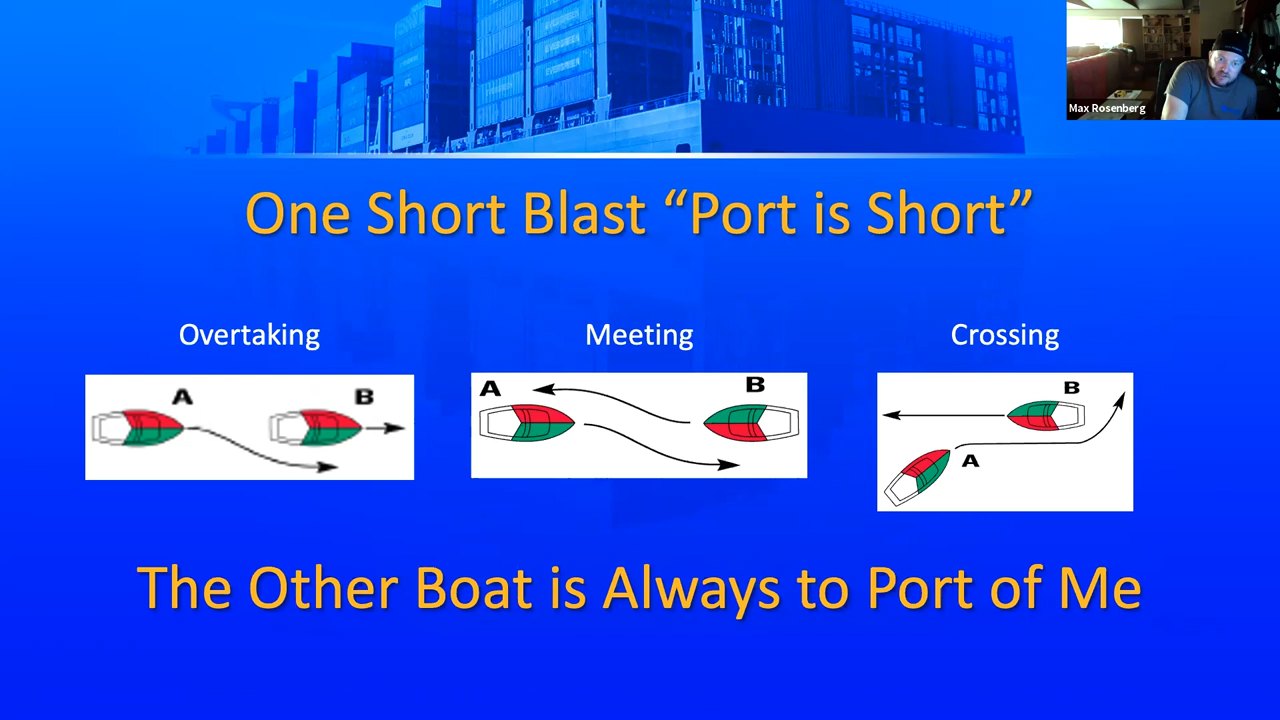 Max Rosenberg
One Short Blast “Port is Short”
Overtaking
Meeting
Crossing
A
B
A
B
B
A
The Other Boat is Always to Port of Me